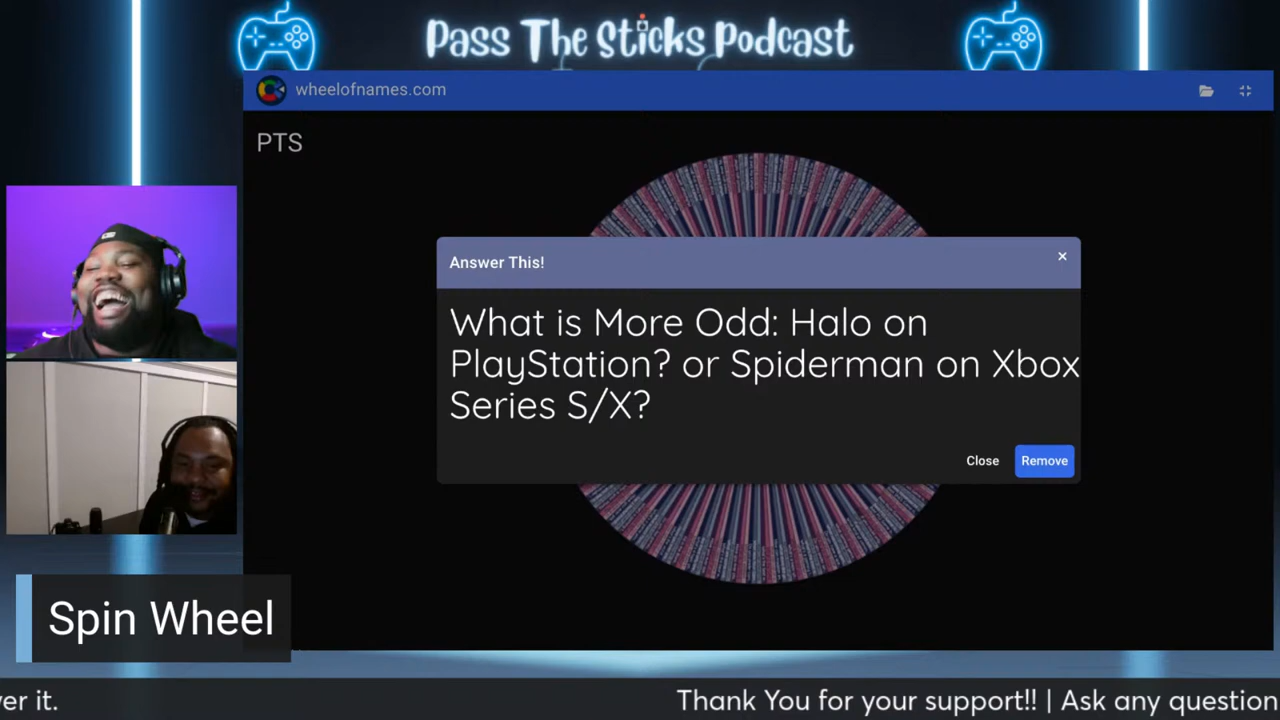 Pass The Sticks Podcast
wheelofnames.com
PTS
Answer This!
What is More Odd: Halo on
PlayStation? or Spiderman on Xbox
Series S/X?
Close Remove
Spin Wheel
er it. Thank You for your support!! | Ask any question